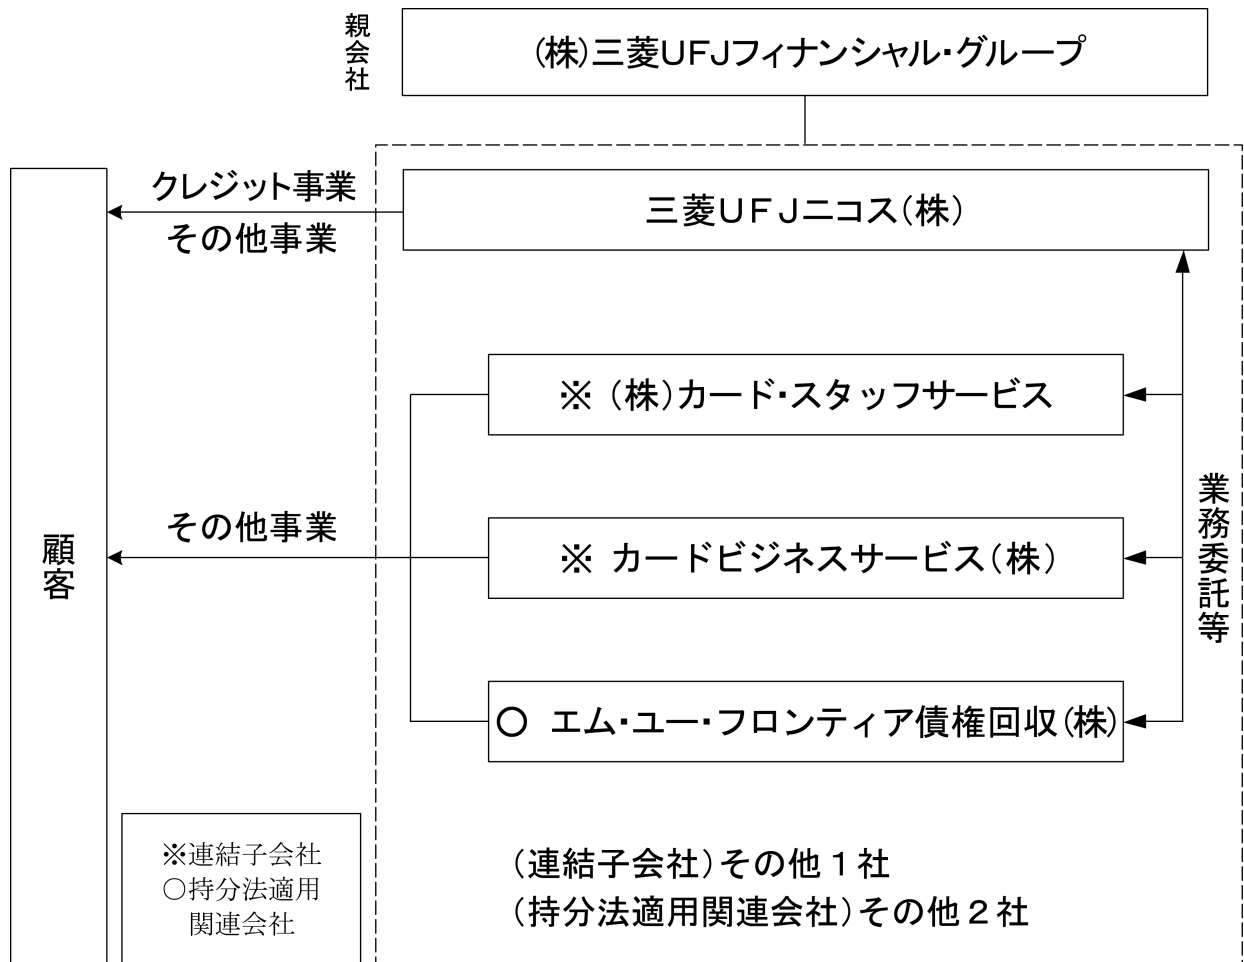 親会社
(株)三菱UFJフィナンシャル・グループ
クレジット事業
その他事業
三菱UFJニコス(株)
※ (株)カード・スタッフサービス
業務委託等
顧客
その他事業
※ カードビジネスサービス(株)
○ エム・ユー・フロンティア債権回収(株)
※連結子会社
○持分法適用
関連会社
(連結子会社)その他1社
(持分法適用関連会社)その他2社